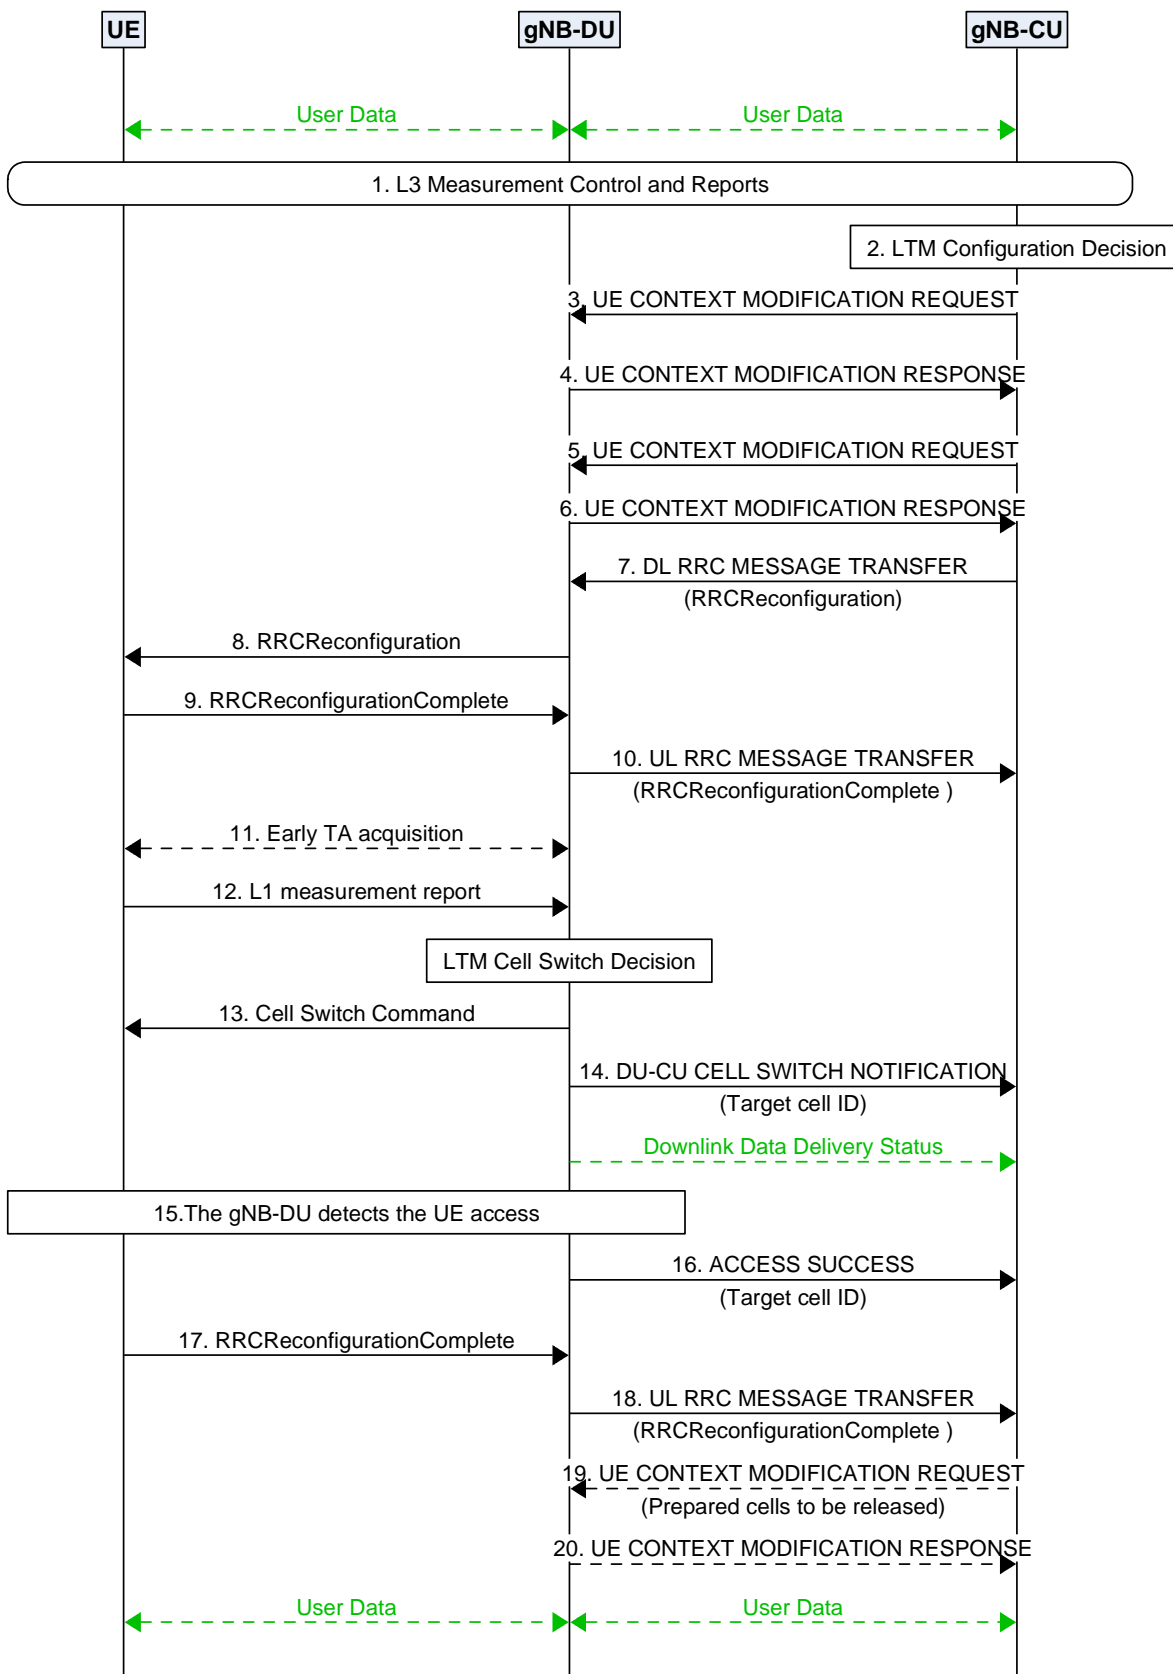 UE
gNB-DU
gNB-CU
User Data
User Data
1. L3 Measurement Control and Reports
2. LTM Configuration Decision
3. UE CONTEXT MODIFICATION REQUEST
4. UE CONTEXT MODIFICATION RESPONSE
5. UE CONTEXT MODIFICATION REQUEST
6. UE CONTEXT MODIFICATION RESPONSE
7. DL RRC MESSAGE TRANSFER
(RRCReconfiguration)
8. RRCReconfiguration
9. RRCReconfigurationComplete
10. UL RRC MESSAGE TRANSFER
(RRCReconfigurationComplete )
11. Early TA acquisition
12. L1 measurement report
LTM Cell Switch Decision
13. Cell Switch Command
14. DU-CU CELL SWITCH NOTIFICATION
(Target cell ID)
Downlink Data Delivery Status
15.The gNB-DU detects the UE access
16. ACCESS SUCCESS
(Target cell ID)
17. RRCReconfigurationComplete
18. UL RRC MESSAGE TRANSFER
(RRCReconfigurationComplete )
19. UE CONTEXT MODIFICATION REQUEST
(Prepared cells to be released)
20. UE CONTEXT MODIFICATION RESPONSE
User Data
User Data